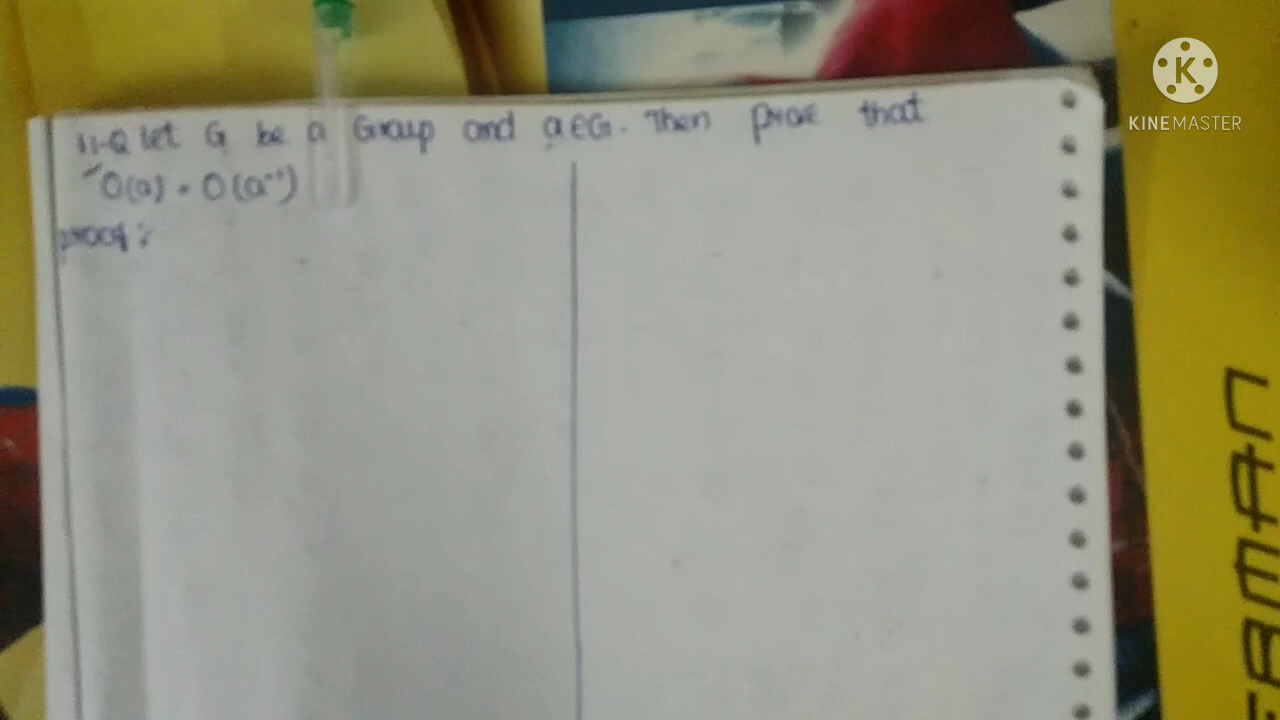 11-Q let G be a Group and a∈G. Then prove that
O(a) = O(a⁻¹)
proof :
KINEMASTER